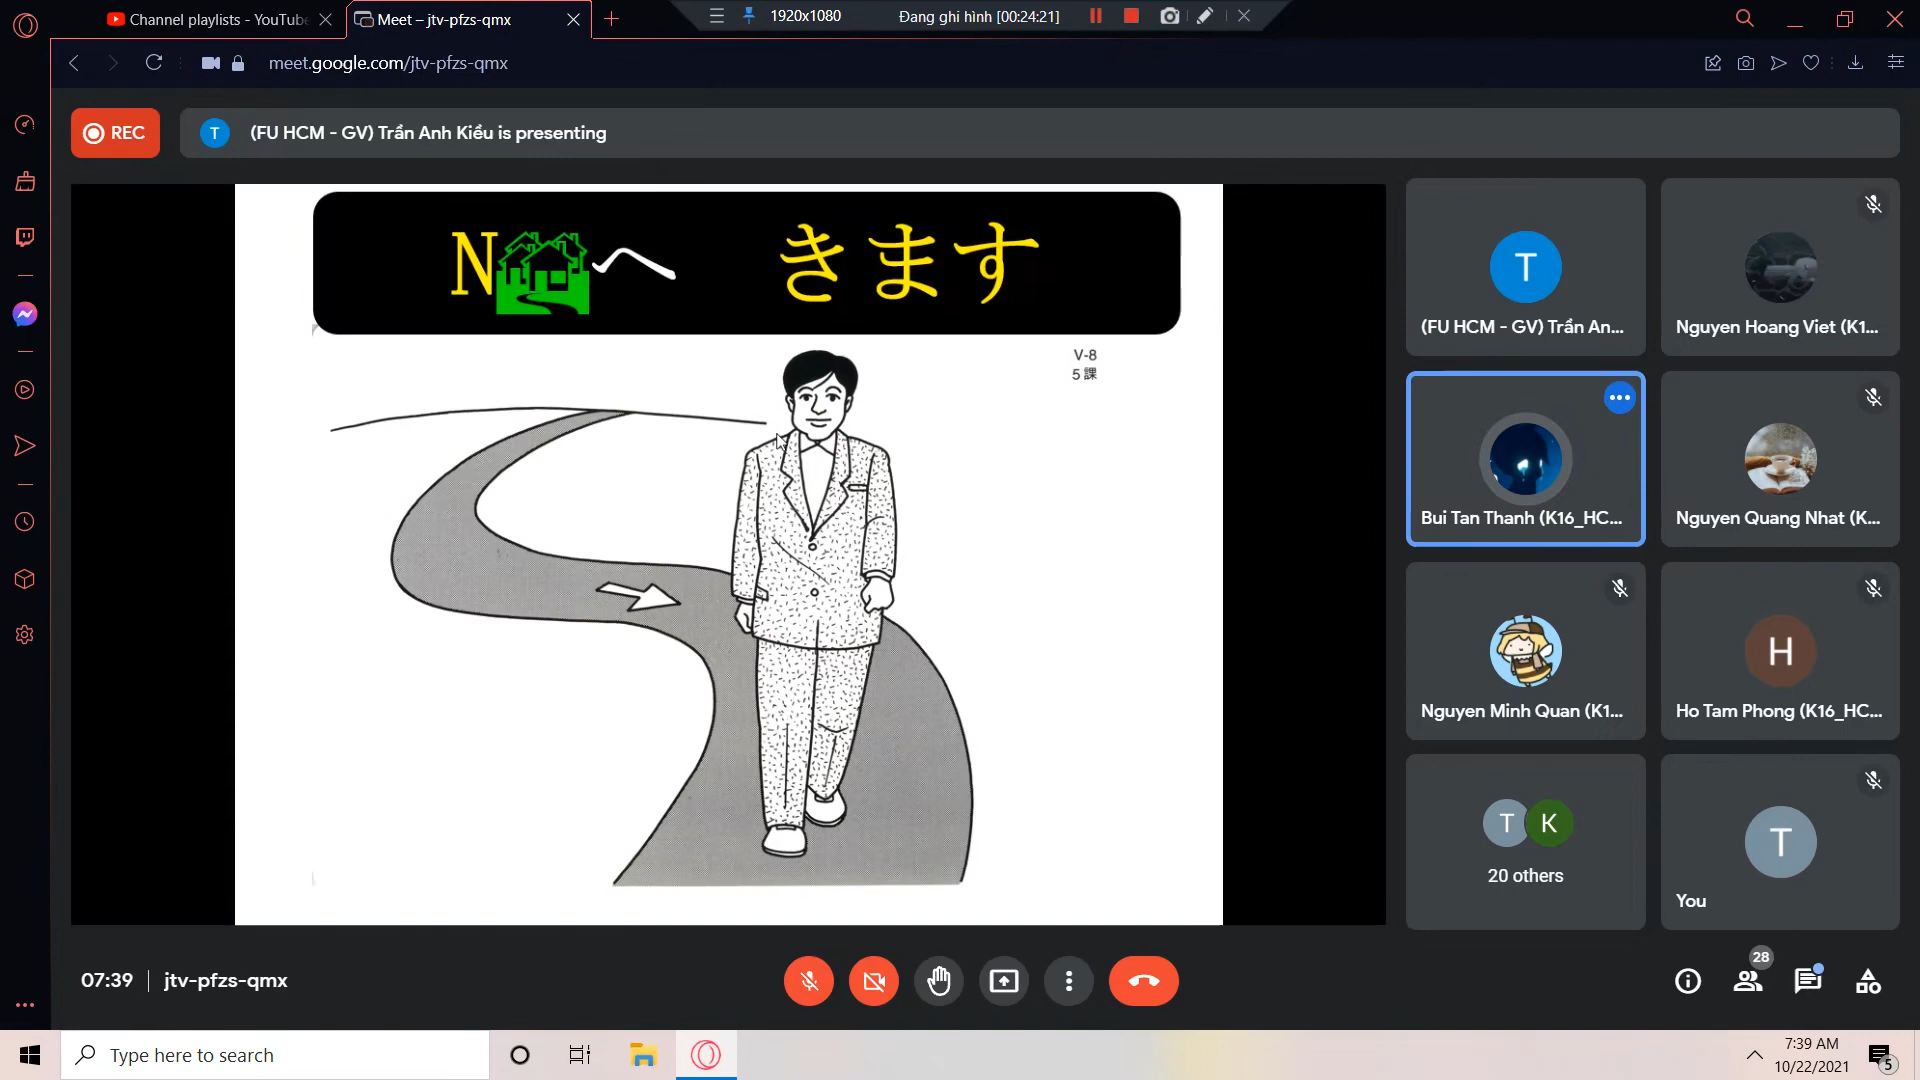 Channel playlists - YouTube
Meet – jtv-pfzs-qmx
1920x1080
Đang ghi hình [00:24:21]
meet.google.com/jtv-pfzs-qmx
REC
T
(FU HCM - GV) Trần Anh Kiều is presenting
Nへ きます
V-8
5課
T
(FU HCM - GV) Trần An...
Nguyen Hoang Viet (K1...
Bui Tan Thanh (K16_HC...
Nguyen Quang Nhat (K...
Nguyen Minh Quan (K1...
H
Ho Tam Phong (K16_HC...
T K
20 others
T
You
07:39 | jtv-pfzs-qmx
28
Type here to search
7:39 AM
10/22/2021
5